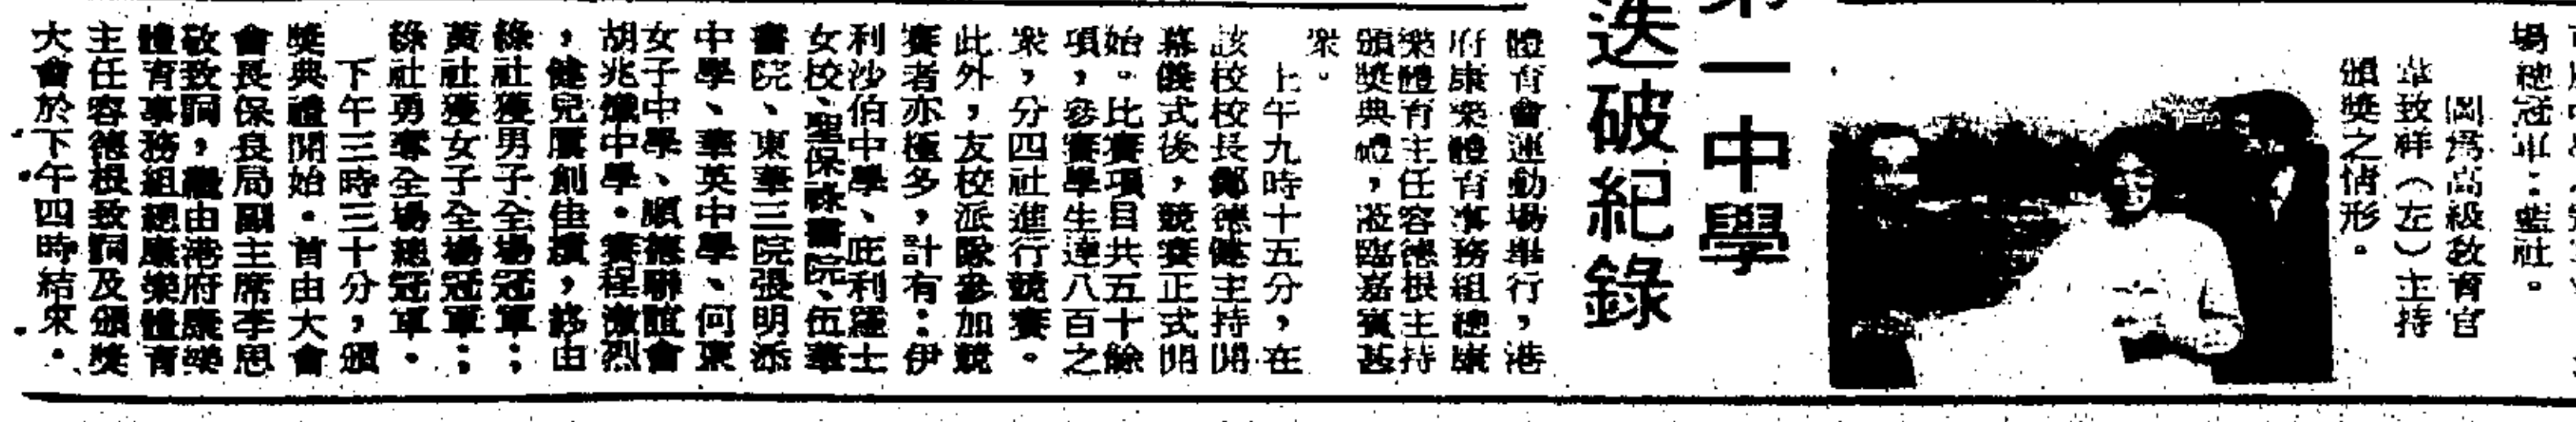 場總冠軍：藍社。
圖爲高級敎育官
韋致祥（左）主持
頒獎之情形。
第一中學
迭破紀錄
體育會運動場舉行，港
府康樂體育事務組總康
樂體育主任容德根主持
頒獎典禮，蒞臨嘉賓甚
衆。
上午九時十五分，在
該校校長鄭德健主持開
幕儀式後，競賽正式開
始。比賽項目共五十餘
項，參賽學生達八百之
衆，分四社進行競賽。
此外，友校派隊參加競
賽者亦極多，計有：伊
利沙伯中學、庇利羅士
女校、聖保祿書院、伍華
書院、東華三院張明添
中學、華英中學、何東
女子中學、順德聯誼會
胡兆熾中學。賽程激烈
，健兒屢創佳績，終由
綠社獲男子全場冠軍；
黃社獲女子全場冠軍；
綠社勇奪全場總冠軍。
下午三時三十分，頒
獎典禮開始。首由大會
會長保良局副主席李思
敬致詞，繼由港府康樂
體育事務組總康樂體育
主任容德根致詞及頒獎
大會於下午四時結束。